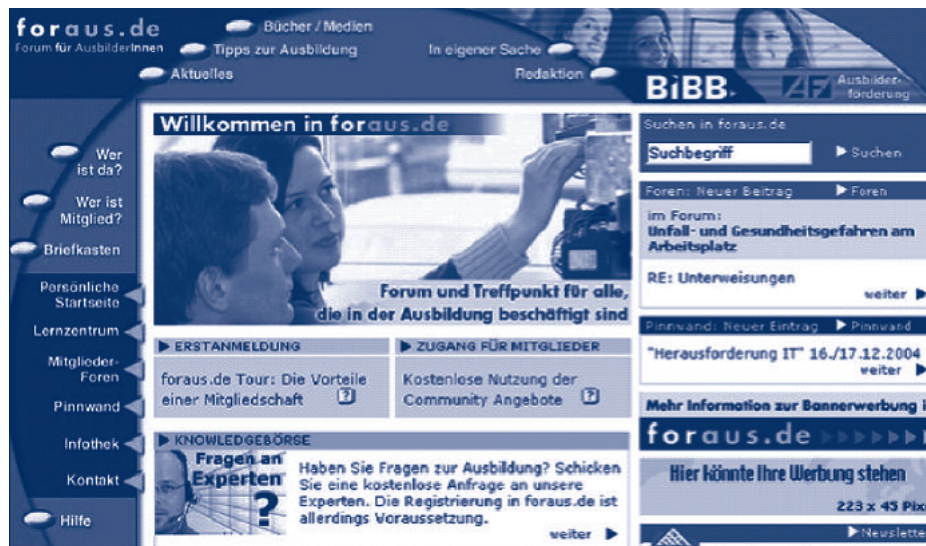 foraus.de
Forum für AusbilderInnen
Bücher / Medien
Tipps zur Ausbildung
Aktuelles
In eigener Sache
Redaktion
BiBB.
AF
Ausbilder-
förderung
Wer
ist da?
Wer ist
Mitglied?
Briefkasten
Persönliche
Startseite
Lernzentrum
Mitglieder-
Foren
Pinnwand
Infothek
Kontakt
Hilfe
Willkommen in foraus.de
Forum und Treffpunkt für alle,
die in der Ausbildung beschäftigt sind
ERSTANMELDUNG
foraus.de Tour: Die Vorteile
einer Mitgliedschaft ?
ZUGANG FÜR MITGLIEDER
Kostenlose Nutzung der
Community Angebote ?
KNOWLEDGEBÖRSE
Fragen an
Experten
?
Haben Sie Fragen zur Ausbildung? Schicken
Sie eine kostenlose Anfrage an unsere
Experten. Die Registrierung in foraus.de ist
allerdings Voraussetzung.
weiter
Suchen in foraus.de
Suchbegriff Suchen
Foren: Neuer Beitrag Foren
im Forum:
Unfall- und Gesundheitsgefahren am
Arbeitsplatz
RE: Unterweisungen
weiter
Pinnwand: Neuer Eintrag Pinnwand
"Herausforderung IT" 16./17.12.2004
weiter
Mehr Information zur Bannerwerbung i
foraus.de
Hier könnte Ihre Werbung stehen
223 x 45 Pix
Newslette